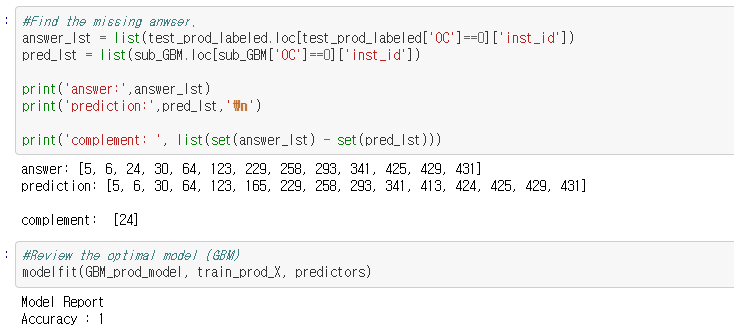 : #Find the missing anwser.
answer_lst = list(test_prod_labeled.loc[test_prod_labeled['OC']==0]['inst_id'])
pred_lst = list(sub_GBM.loc[sub_GBM['OC']==0]['inst_id'])
print('answer:',answer_lst)
print('prediction:',pred_lst,'₩n')
print('complement: ', list(set(answer_lst) - set(pred_lst)))
answer: [5, 6, 24, 30, 64, 123, 229, 258, 293, 341, 425, 429, 431]
prediction: [5, 6, 30, 64, 123, 165, 229, 258, 293, 341, 413, 424, 425, 429, 431]
complement:  [24]
: #Review the optimal model (GBM)
modelfit(GBM_prod_model, train_prod_X, predictors)
Model Report
Accuracy : 1